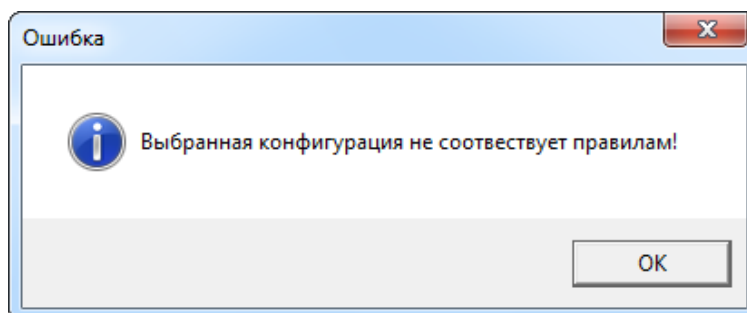 Ошибка
Выбранная конфигурация не соотвествует правилам!
OK